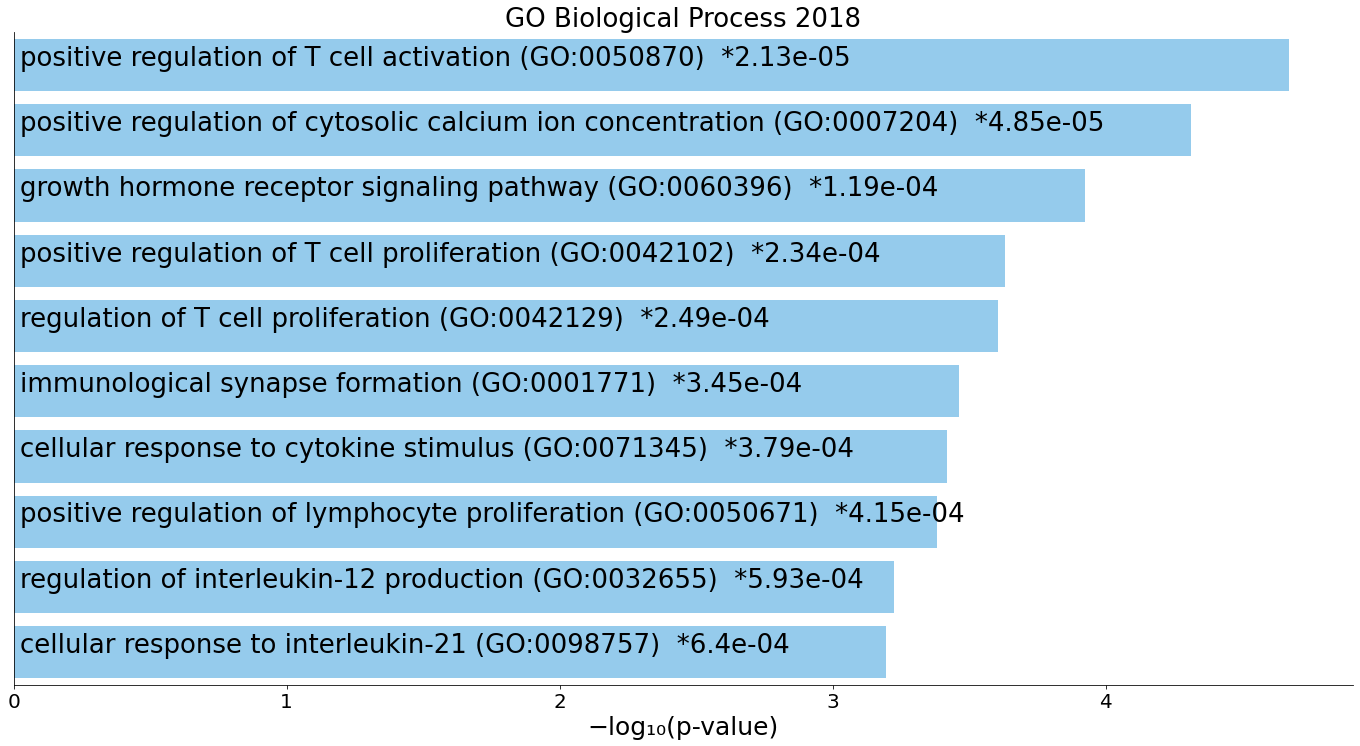 GO Biological Process 2018
positive regulation of T cell activation (GO:0050870) *2.13e-05
positive regulation of cytosolic calcium ion concentration (GO:0007204) *4.85e-05
growth hormone receptor signaling pathway (GO:0060396) *1.19e-04
positive regulation of T cell proliferation (GO:0042102) *2.34e-04
regulation of T cell proliferation (GO:0042129) *2.49e-04
immunological synapse formation (GO:0001771) *3.45e-04
cellular response to cytokine stimulus (GO:0071345) *3.79e-04
positive regulation of lymphocyte proliferation (GO:0050671) *4.15e-04
regulation of interleukin-12 production (GO:0032655) *5.93e-04
cellular response to interleukin-21 (GO:0098757) *6.4e-04
0 1 2 3 4
−log₁₀(p-value)